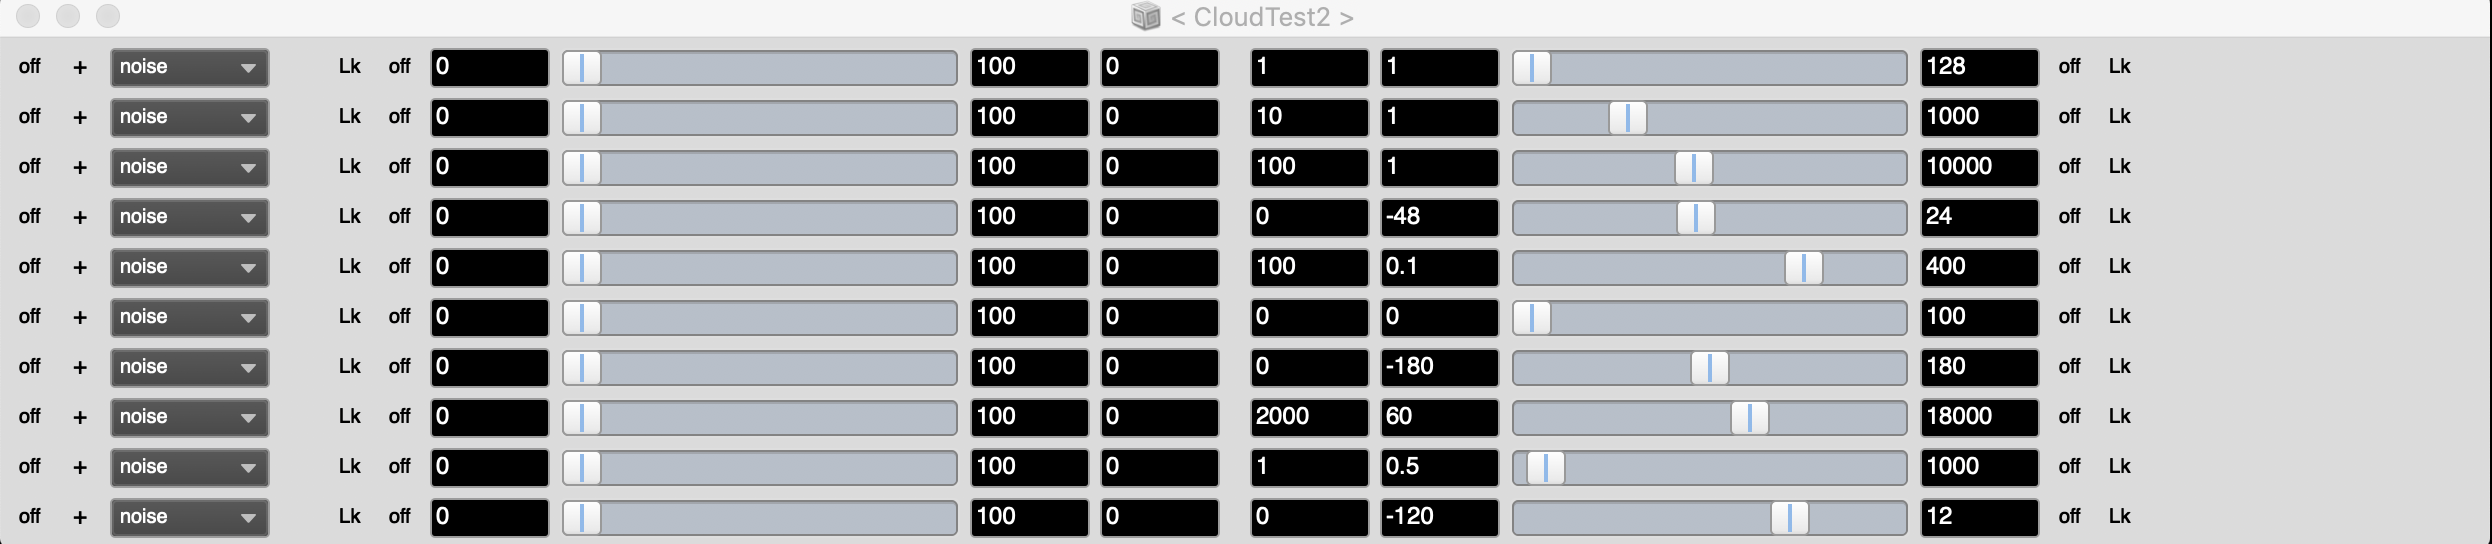 < CloudTest2 >
off + noise Lk off 0 100 0 1 1 128 off Lk
off + noise Lk off 0 100 0 10 1 1000 off Lk
off + noise Lk off 0 100 0 100 1 10000 off Lk
off + noise Lk off 0 100 0 0 -48 24 off Lk
off + noise Lk off 0 100 0 100 0.1 400 off Lk
off + noise Lk off 0 100 0 0 0 100 off Lk
off + noise Lk off 0 100 0 0 -180 180 off Lk
off + noise Lk off 0 100 0 2000 60 18000 off Lk
off + noise Lk off 0 100 0 1 0.5 1000 off Lk
off + noise Lk off 0 100 0 0 -120 12 off Lk